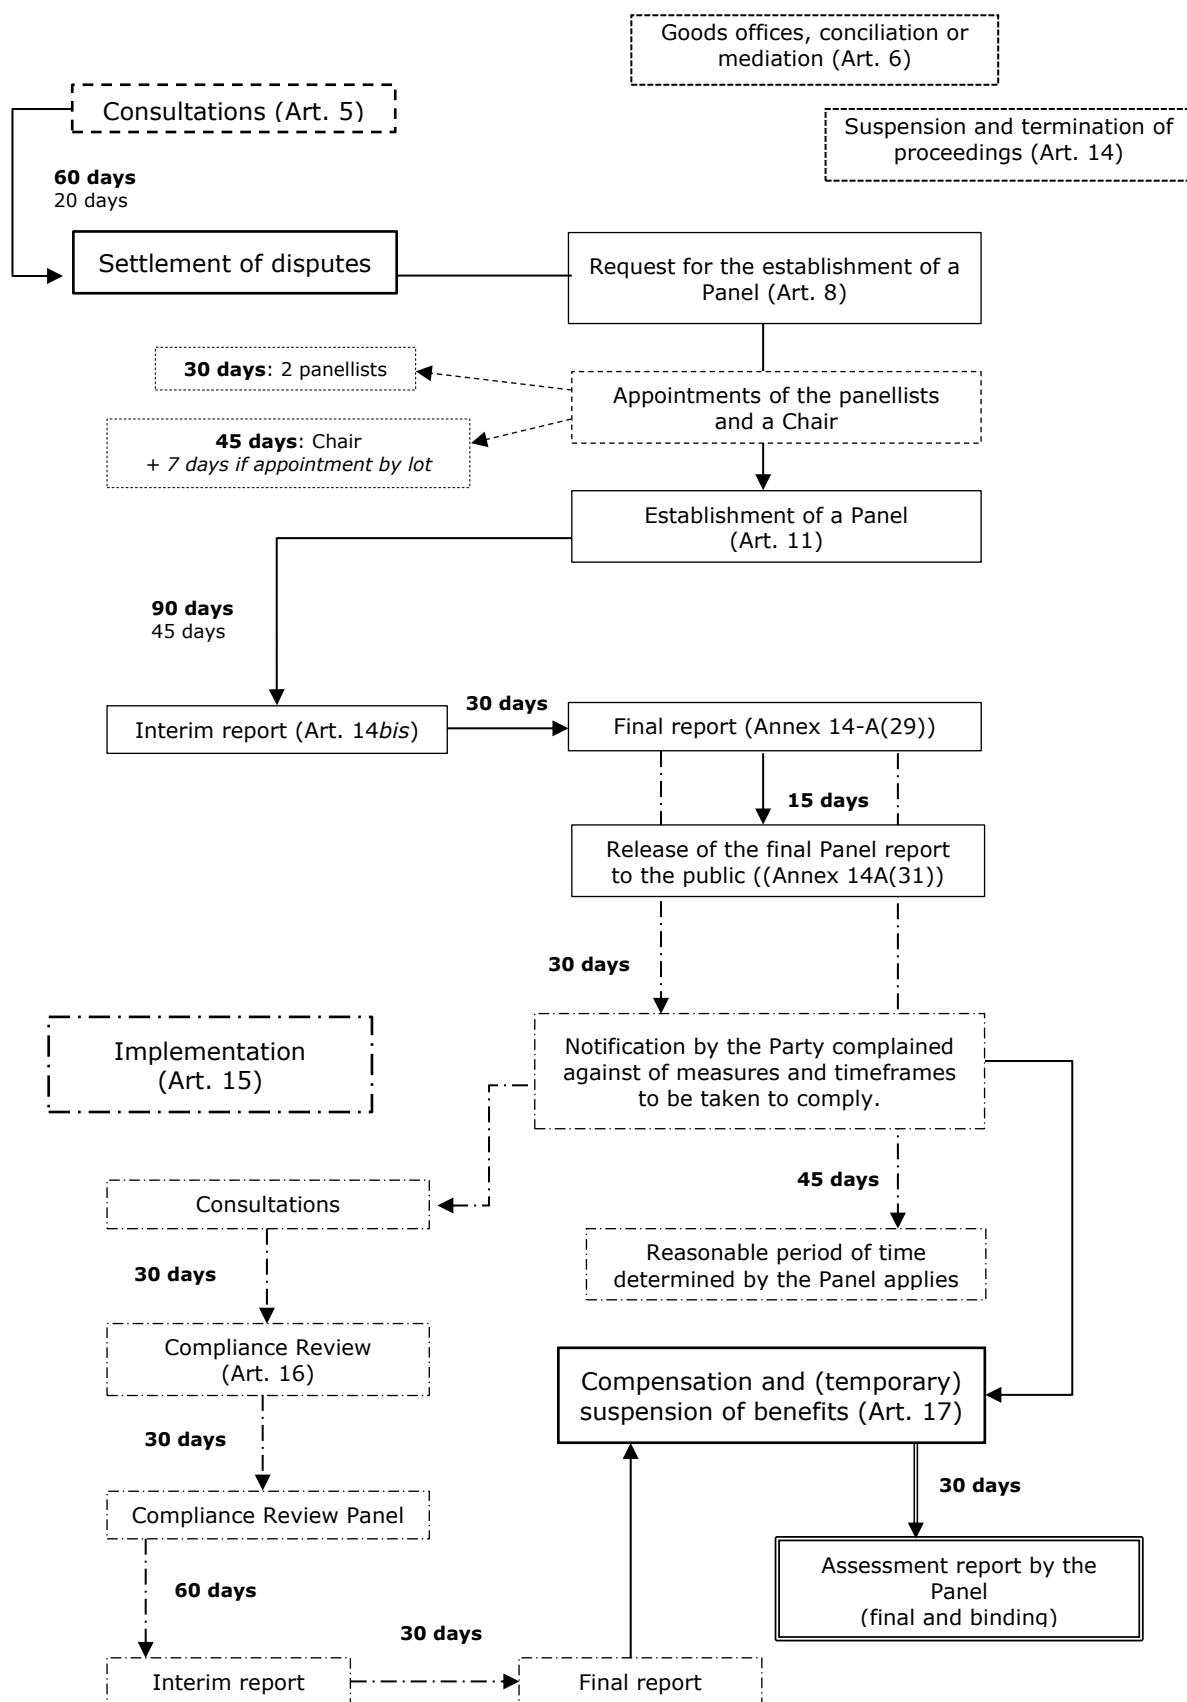 Goods offices, conciliation or
mediation (Art. 6)
Consultations (Art. 5)
Suspension and termination of
proceedings (Art. 14)
60 days
20 days
Settlement of disputes
Request for the establishment of a
Panel (Art. 8)
30 days: 2 panellists
Appointments of the panellists
and a Chair
45 days: Chair
+ 7 days if appointment by lot
Establishment of a Panel
(Art. 11)
90 days
45 days
Interim report (Art. 14bis)
30 days
Final report (Annex 14-A(29))
15 days
Release of the final Panel report
to the public ((Annex 14A(31))
30 days
Implementation
(Art. 15)
Notification by the Party complained
against of measures and timeframes
to be taken to comply.
Consultations
45 days
30 days
Reasonable period of time
determined by the Panel applies
Compliance Review
(Art. 16)
Compensation and (temporary)
suspension of benefits (Art. 17)
30 days
30 days
Compliance Review Panel
Assessment report by the
Panel
(final and binding)
60 days
30 days
Interim report
Final report